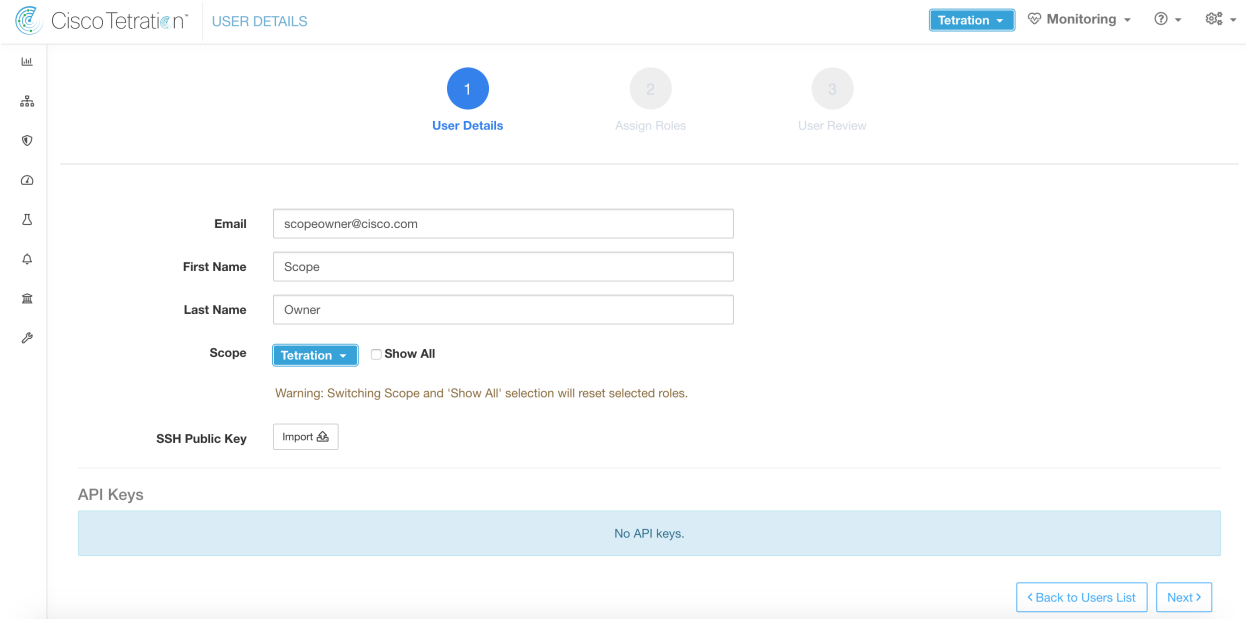 Cisco Tetration™ USER DETAILS Tetration Monitoring
1 2 3
User Details Assign Roles User Review
Email scopeowner@cisco.com
First Name Scope
Last Name Owner
Scope Tetration Show All
Warning: Switching Scope and 'Show All' selection will reset selected roles.
SSH Public Key Import
API Keys
No API keys.
Back to Users List Next